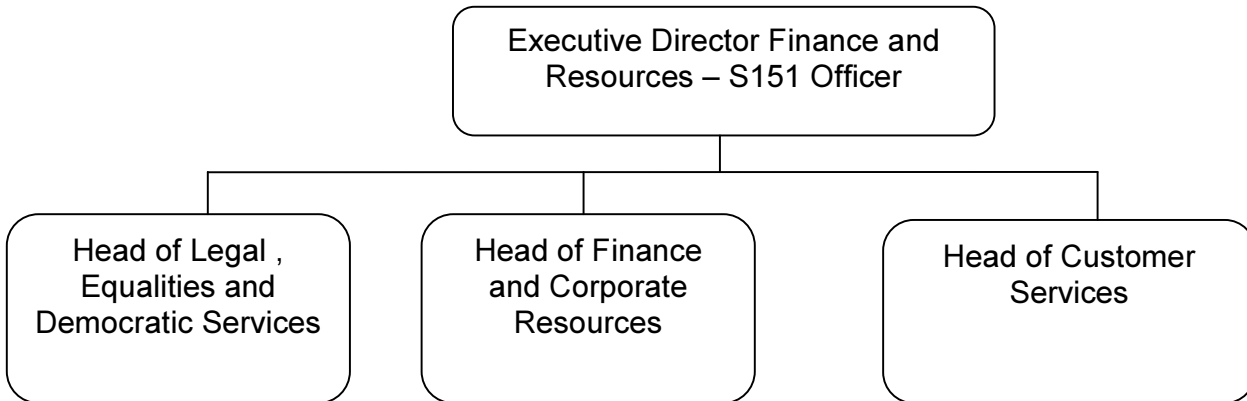 Executive Director Finance and
Resources – S151 Officer
Head of Legal ,
Equalities and
Democratic Services
Head of Finance
and Corporate
Resources
Head of Customer
Services